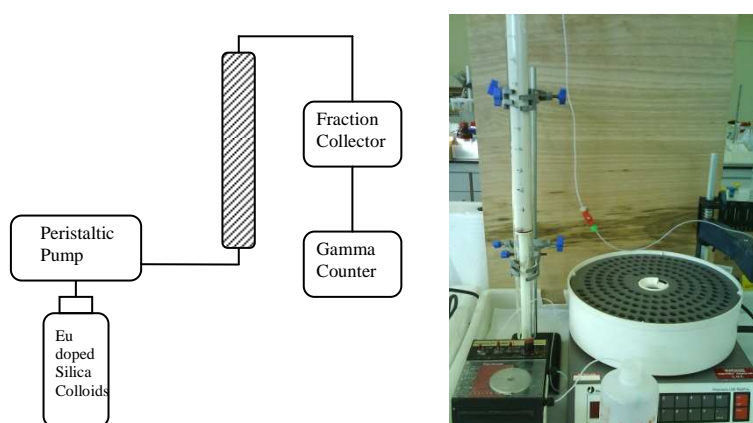 Fraction
Collector
Peristaltic
Pump
Gamma
Counter
Eu
doped
Silica
Colloids